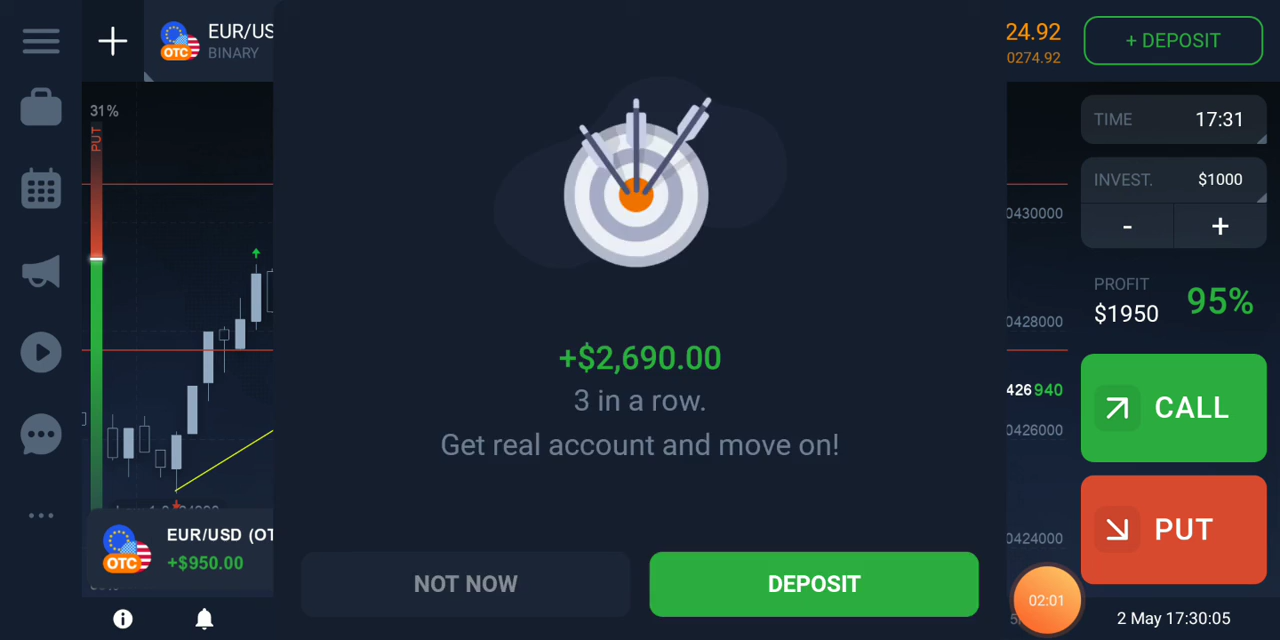 EUR/US
BINARY
OTC
24.92
0274.92
+ DEPOSIT
31%
PUT
TIME 17:31
INVEST. $1000
- +
PROFIT
$1950
95%
0430000
0428000
426940
0426000
0424000
CALL
PUT
+$2,690.00
3 in a row.
Get real account and move on!
NOT NOW
DEPOSIT
EUR/USD (OT
OTC
+$950.00
02:01
2 May 17:30:05